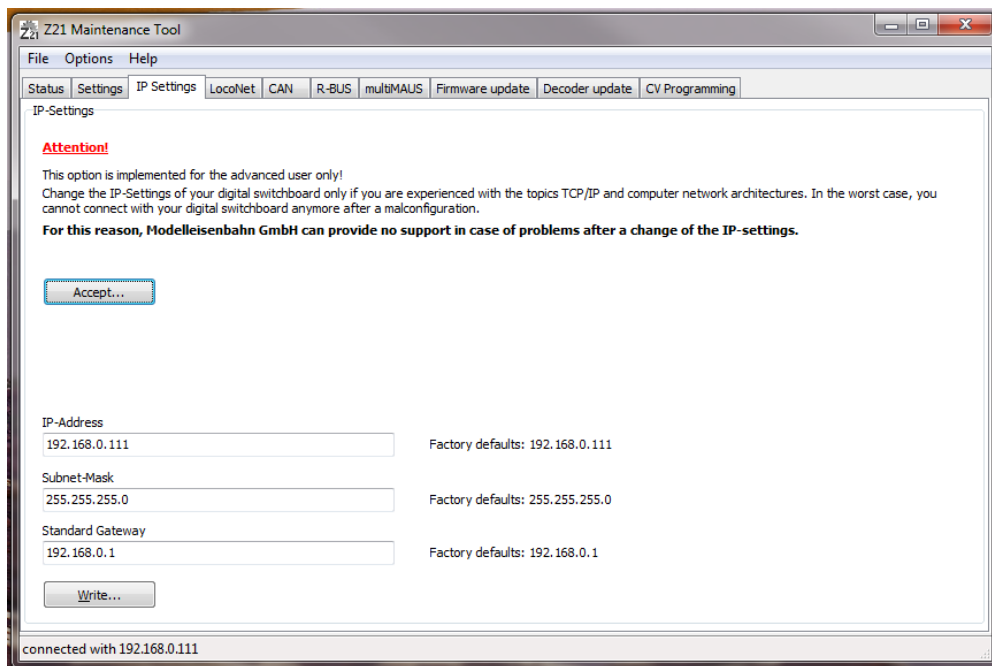 Z21 Maintenance Tool
File Options Help
Status Settings IP Settings LocoNet CAN R-BUS multiMAUS Firmware update Decoder update CV Programming
IP-Settings
Attention!
This option is implemented for the advanced user only!
Change the IP-Settings of your digital switchboard only if you are experienced with the topics TCP/IP and computer network architectures. In the worst case, you
cannot connect with your digital switchboard anymore after a malconfiguration.
For this reason, Modelleisenbahn GmbH can provide no support in case of problems after a change of the IP-settings.
Accept...
IP-Address
192.168.0.111 Factory defaults: 192.168.0.111
Subnet-Mask
255.255.255.0 Factory defaults: 255.255.255.0
Standard Gateway
192.168.0.1 Factory defaults: 192.168.0.1
Write...
connected with 192.168.0.111